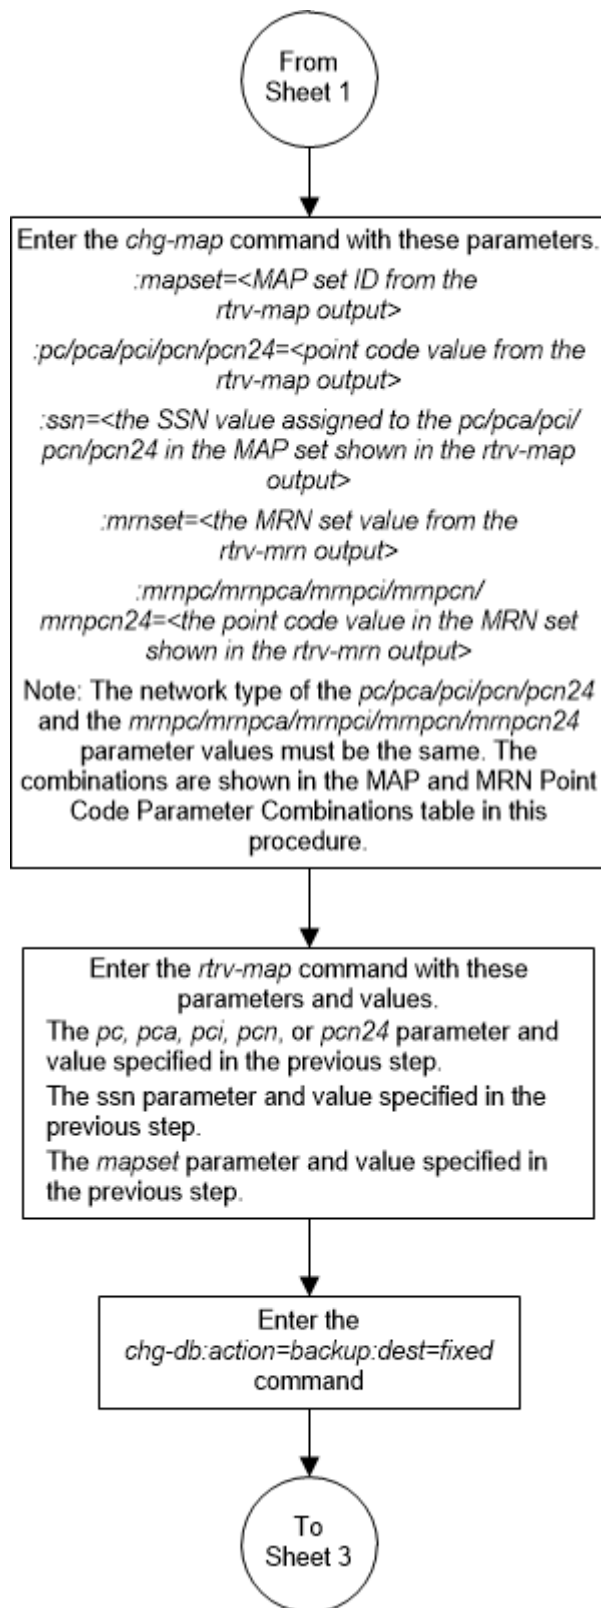 From
Sheet 1
Enter the chg-map command with these parameters.
:mapset=<MAP set ID from the
rtrv-map output>
:pc/pca/pci/pcn/pcn24=<point code value from the
rtrv-map output>
:ssn=<the SSN value assigned to the pc/pca/pci/
pcn/pcn24 in the MAP set shown in the rtrv-map
output>
:mrnset=<the MRN set value from the
rtrv-mrn output>
:mrnpc/mrnpca/mrnpci/mrnpcn/
mrnpcn24=<the point code value in the MRN set
shown in the rtrv-mrn output>
Note: The network type of the pc/pca/pci/pcn/pcn24
and the mrnpc/mrnpca/mrnpci/mrnpcn/mrnpcn24
parameter values must be the same. The
combinations are shown in the MAP and MRN Point
Code Parameter Combinations table in this
procedure.
Enter the rtrv-map command with these
parameters and values.
The pc, pca, pci, pcn, or pcn24 parameter and
value specified in the previous step.
The ssn parameter and value specified in the
previous step.
The mapset parameter and value specified in
the previous step.
Enter the
chg-db:action=backup:dest=fixed
command
To
Sheet 3